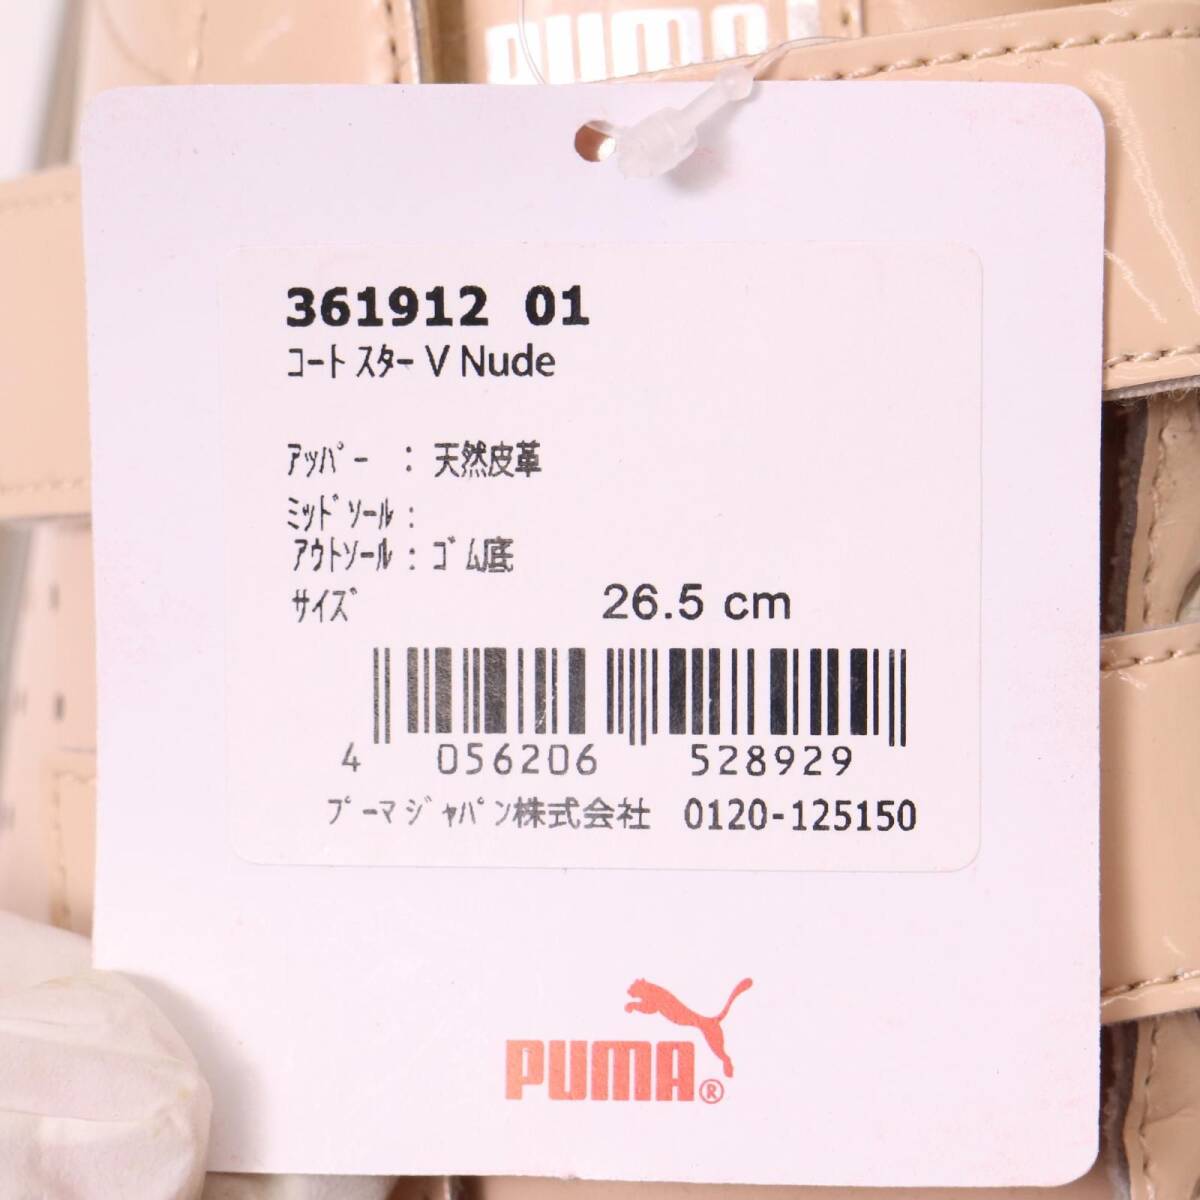 PUMA
361912 01
コート スター V Nude
アッパー : 天然皮革
ミッドソール :
アウトソール : ゴム底
サイズ 26.5 cm
4 056206 528929
プーマジャパン株式会社 0120-125150
PUMA®